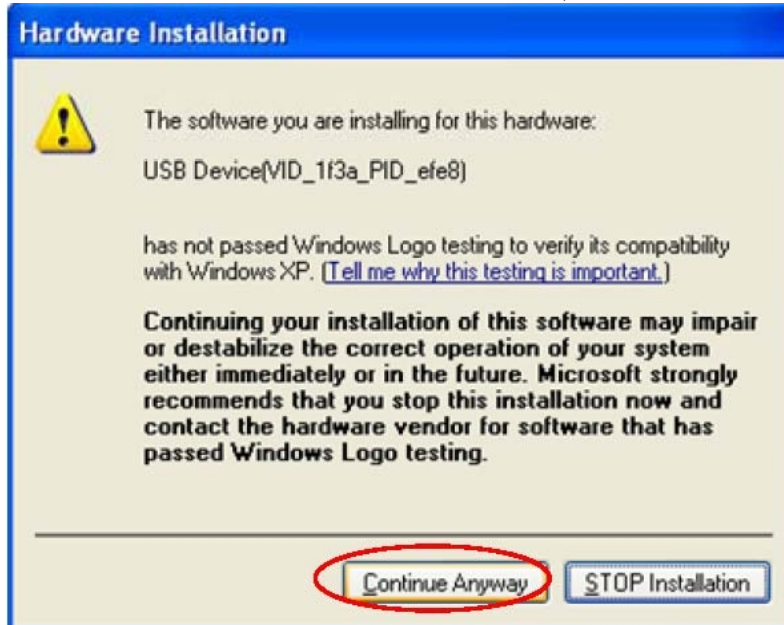 Hardware Installation
The software you are installing for this hardware:
USB Device(VID_1f3a_PID_efe8)
has not passed Windows Logo testing to verify its compatibility
with Windows XP. (Tell me why this testing is important.)
Continuing your installation of this software may impair
or destabilize the correct operation of your system
either immediately or in the future. Microsoft strongly
recommends that you stop this installation now and
contact the hardware vendor for software that has
passed Windows Logo testing.
Continue Anyway
STOP Installation